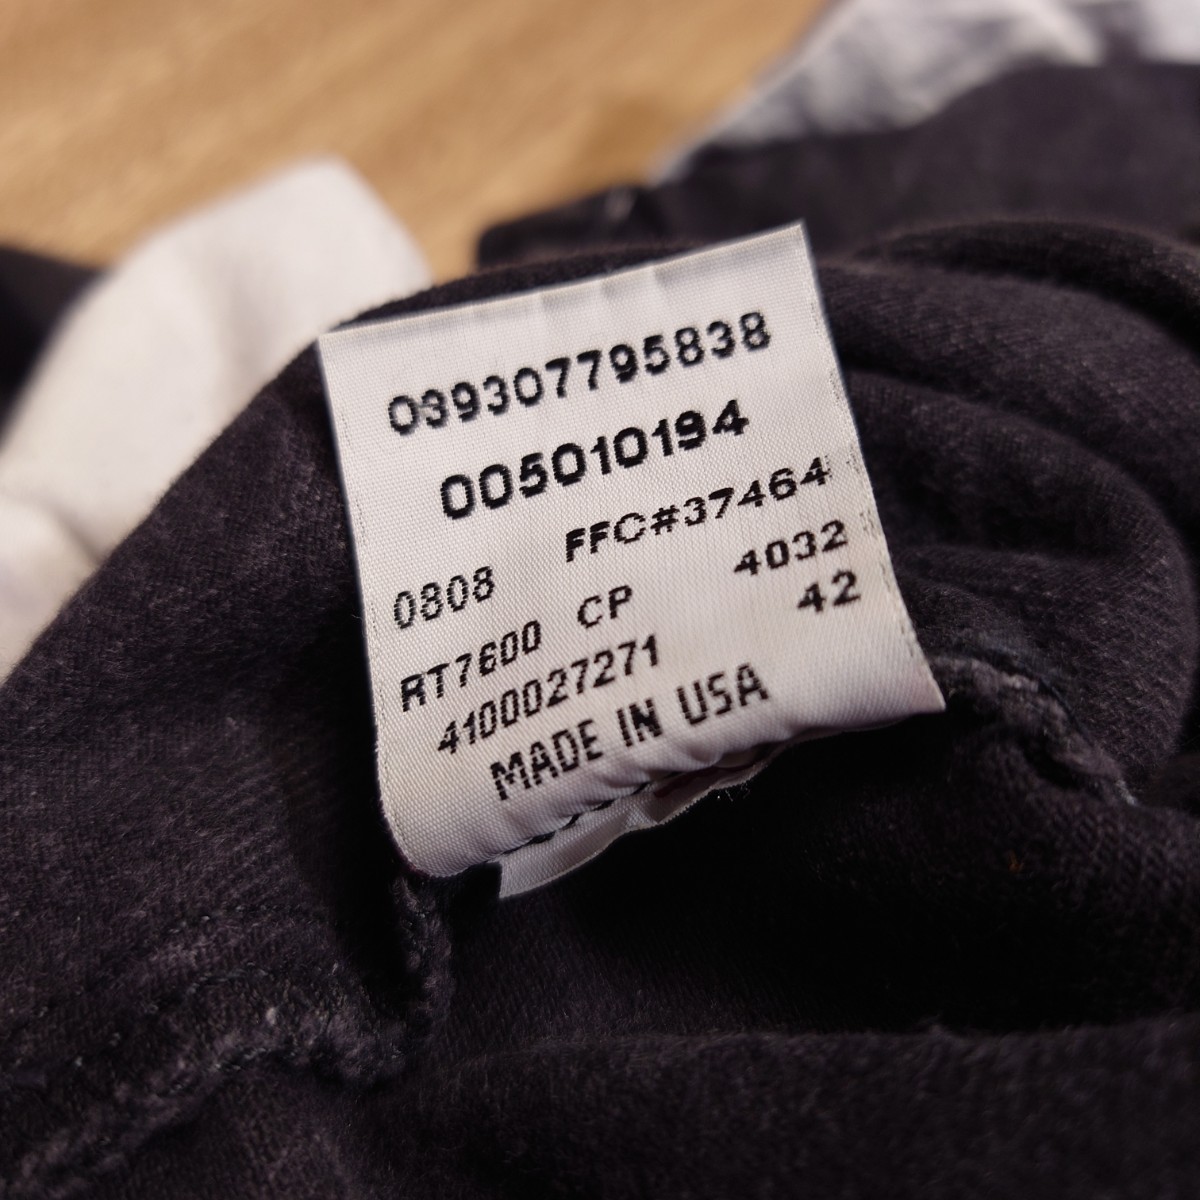 039307795838
005010194
FFC#37464
0808 4032
RT7600 CP 42
4100027271
MADE IN USA